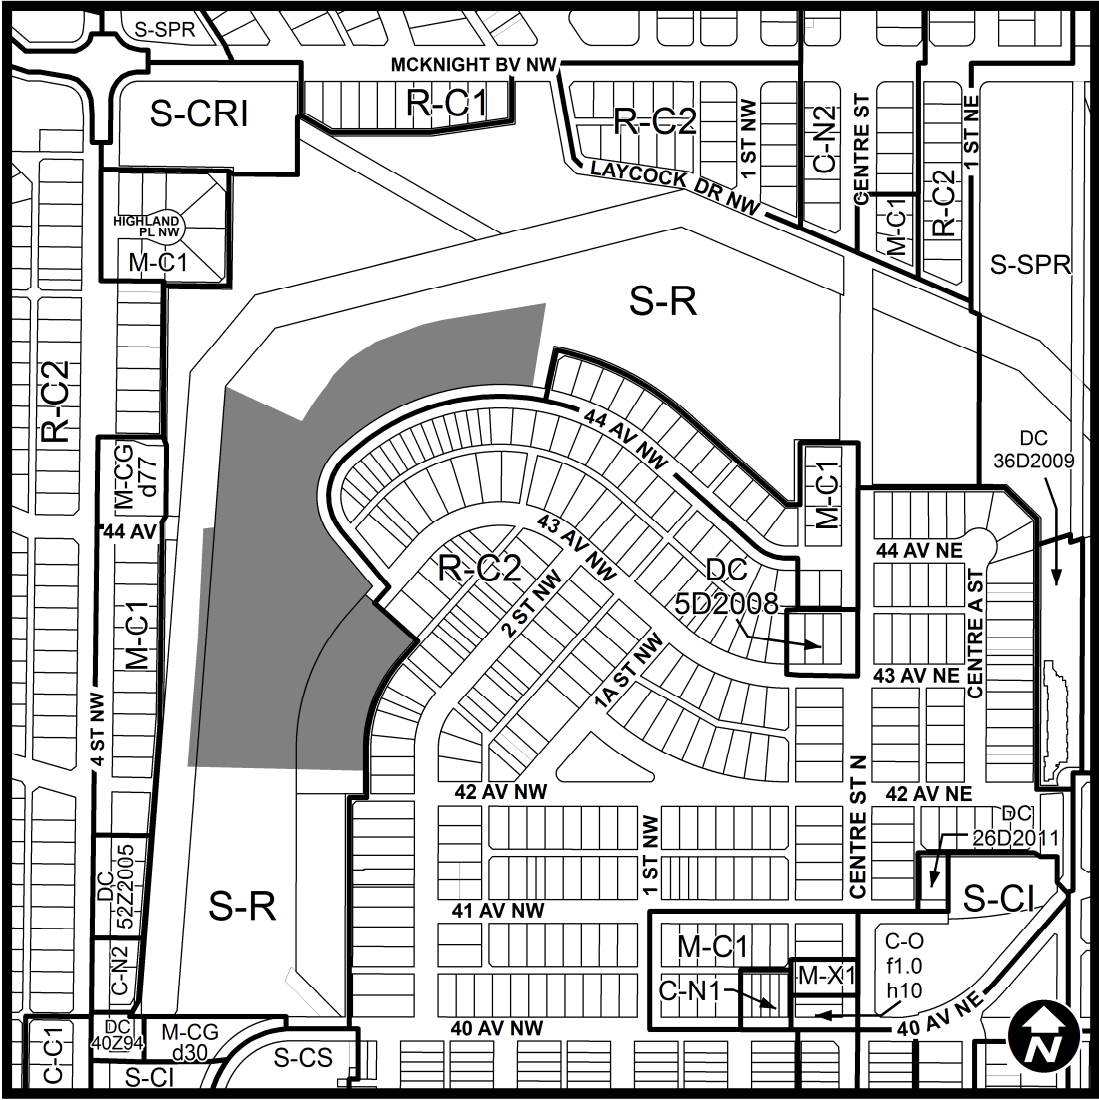 S-SPR
MCKNIGHT BV NW
S-CRI
R-C1
R-C2
1 ST NW
C-N2
CENTRE ST
1 ST NE
LAYCOCK DR NW
HIGHLAND
PL NW
M-C1
M-C1
R-C2
S-SPR
S-R
R-C2
M-CG
d77
44 AV
44 AV NW
M-C1
DC
36D2009
43 AV NW
44 AV NE
R-C2
2 ST NW
DC
5D2008
CENTRE A ST
M-C1
1A ST NW
43 AV NE
4 ST NW
42 AV NW
CENTRE ST N
42 AV NE
1 ST NW
DC
26D2011
DC
52Z2005
S-R
41 AV NW
S-CI
M-C1
C-O
f1.0
h10
C-N2
C-N1
M-X1
40 AV NW
40 AV NE
C-C1
DC
40Z94
M-CG
d30
S-CS
S-CI
N